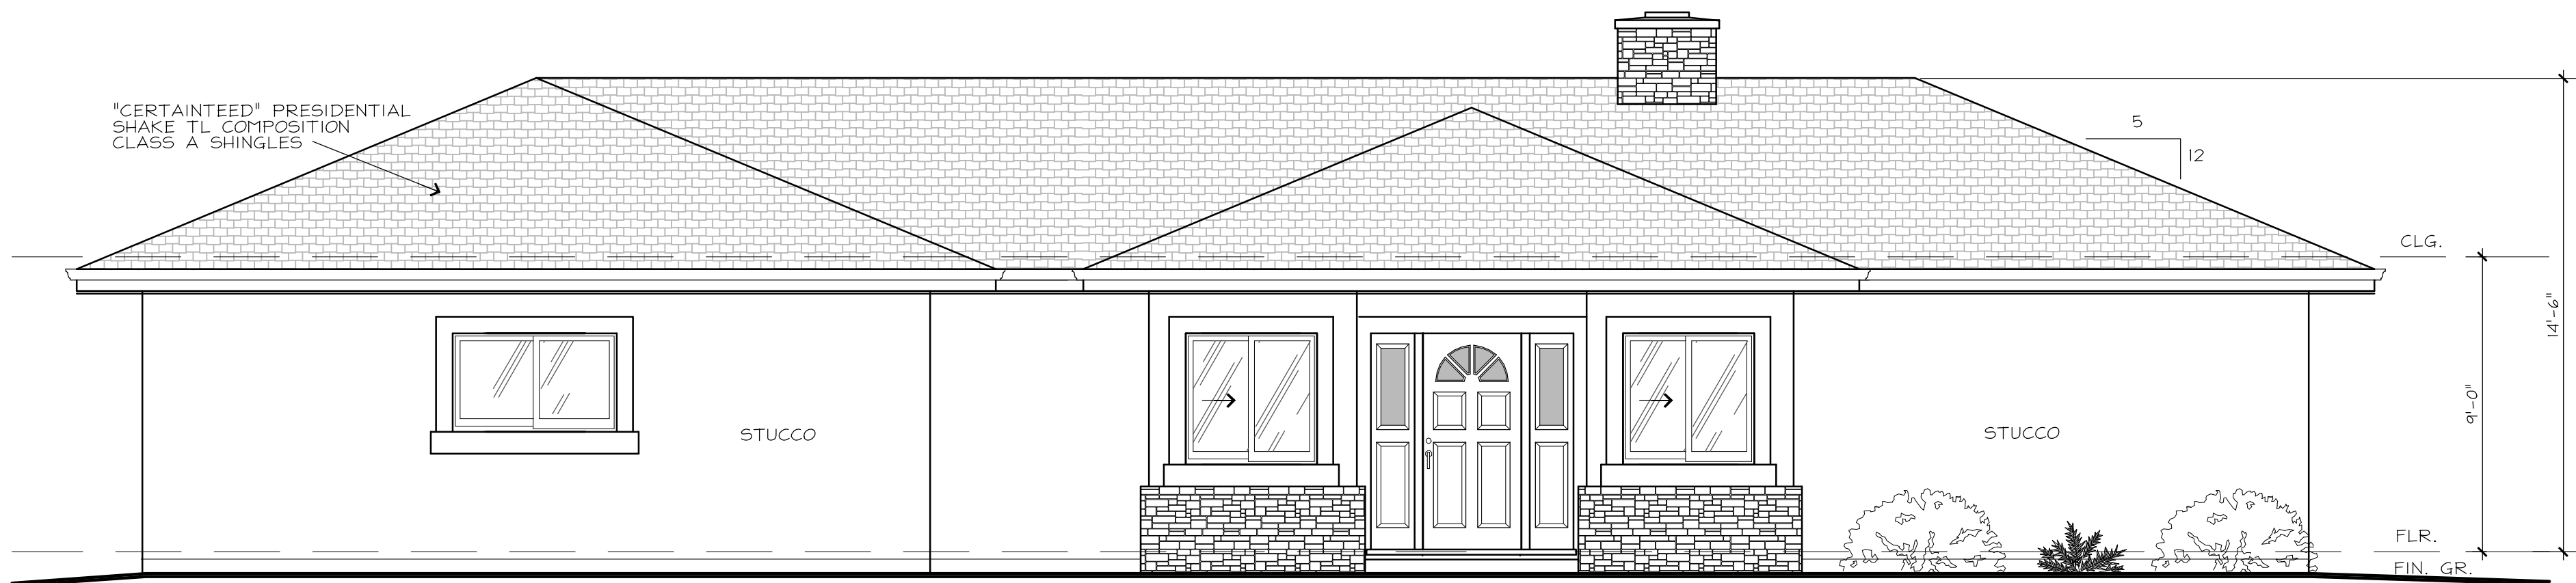 "CERTAINTEED" PRESIDENTIAL
SHAKE TL COMPOSITION
CLASS A SHINGLES
5
12
CLG.
14'-6"
9'-0"
STUCCO
STUCCO
FLR.
FIN. GR.